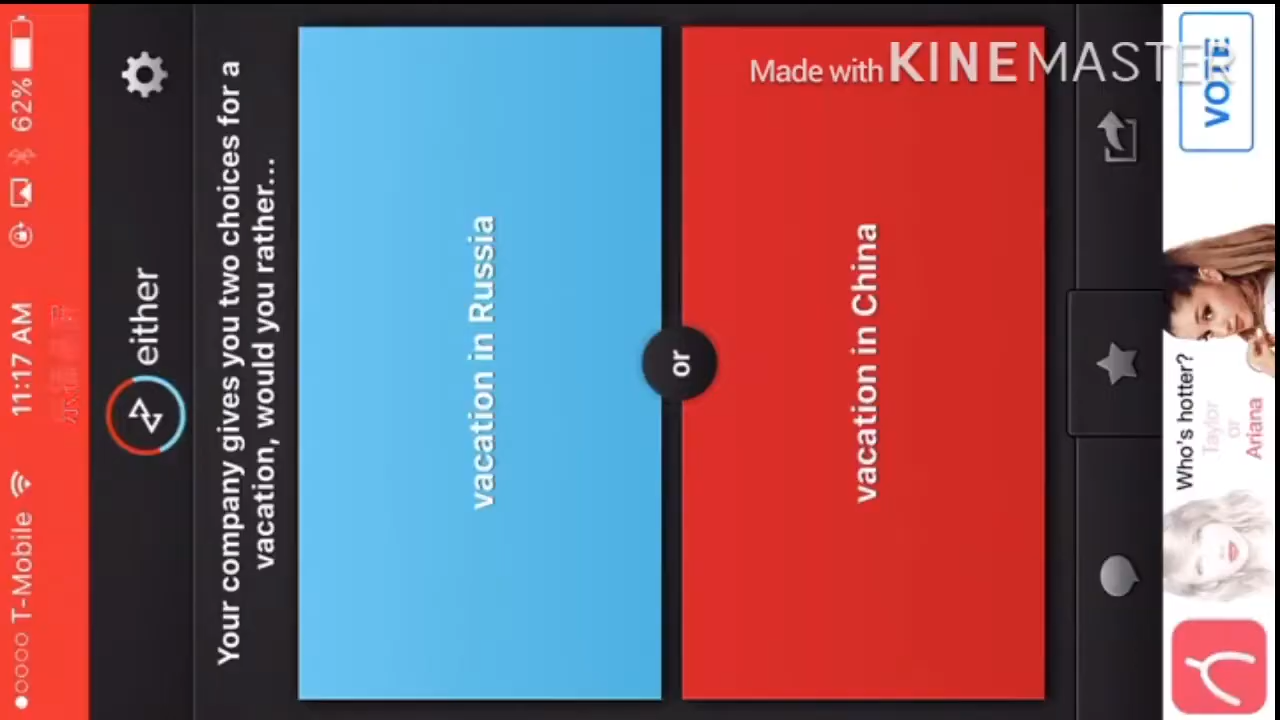 T-Mobile 11:17 AM 62%
either
Your company gives you two choices for a
vacation, would you rather...
vacation in Russia
or
vacation in China
Who's hotter?
Taylor
or
Ariana
VOTE
Made with KINEMASTER